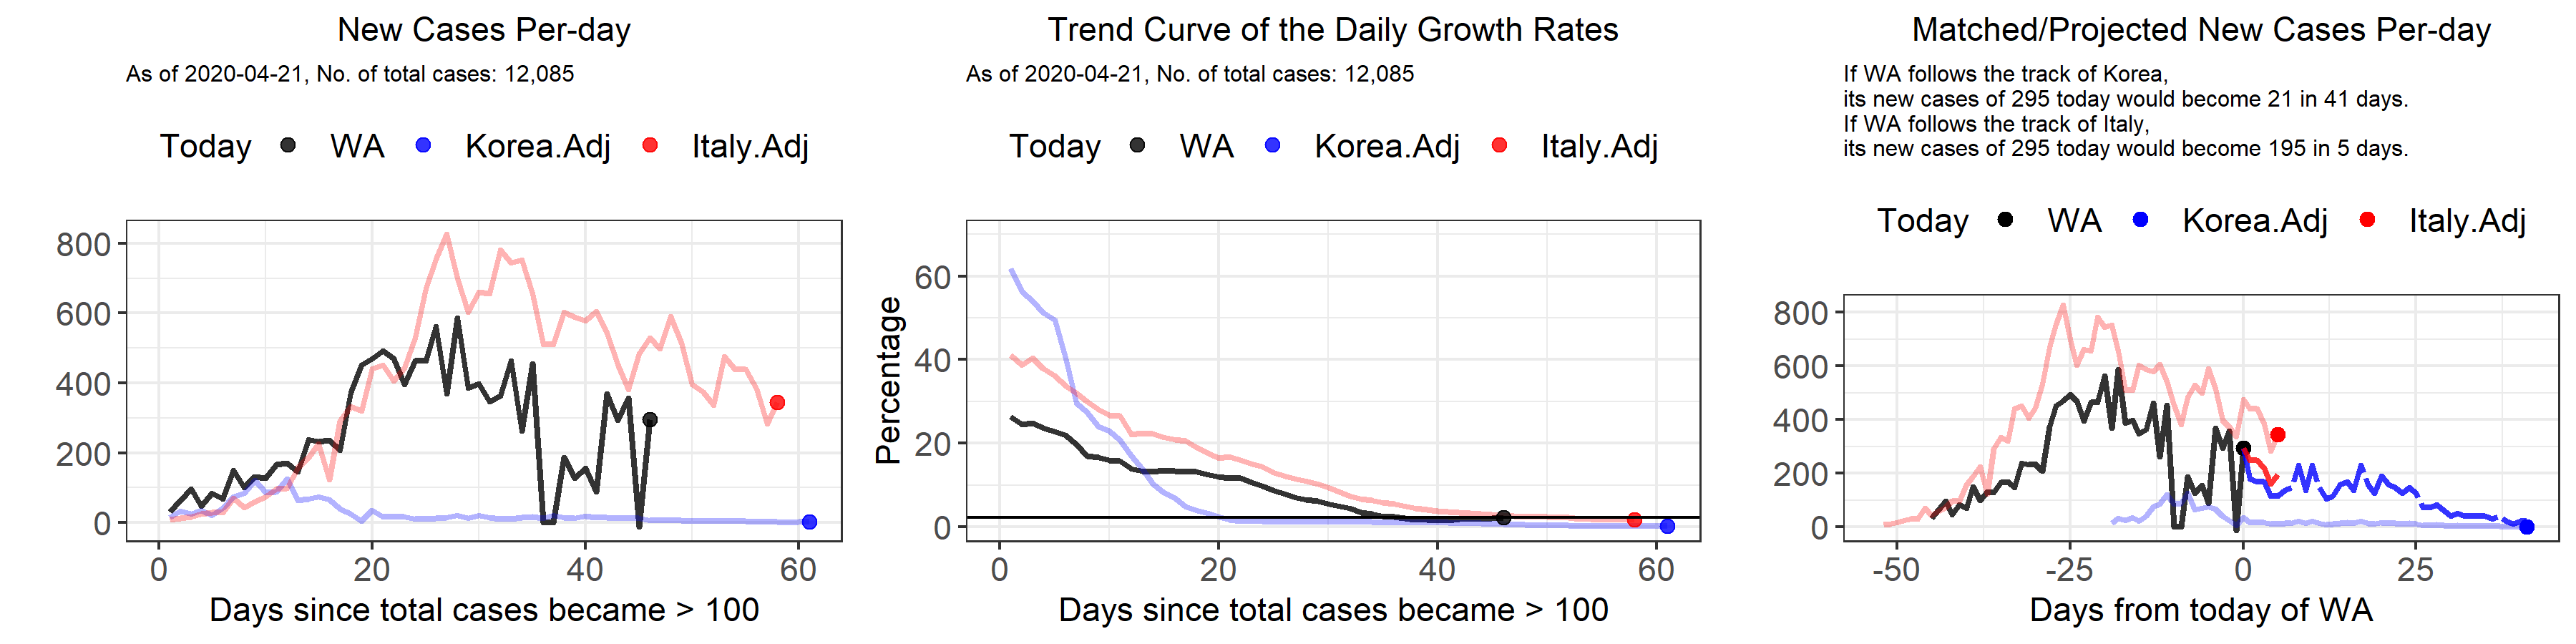 New Cases Per-day
As of 2020-04-21, No. of total cases: 12,085
Today WA Korea.Adj Italy.Adj
800
600
400
200
0
0 20 40 60
Days since total cases became > 100
Trend Curve of the Daily Growth Rates
As of 2020-04-21, No. of total cases: 12,085
Today WA Korea.Adj Italy.Adj
Percentage
60
40
20
0
0 20 40 60
Days since total cases became > 100
Matched/Projected New Cases Per-day
If WA follows the track of Korea,
its new cases of 295 today would become 21 in 41 days.
If WA follows the track of Italy,
its new cases of 295 today would become 195 in 5 days.
Today WA Korea.Adj Italy.Adj
800
600
400
200
0
-50 -25 0 25
Days from today of WA